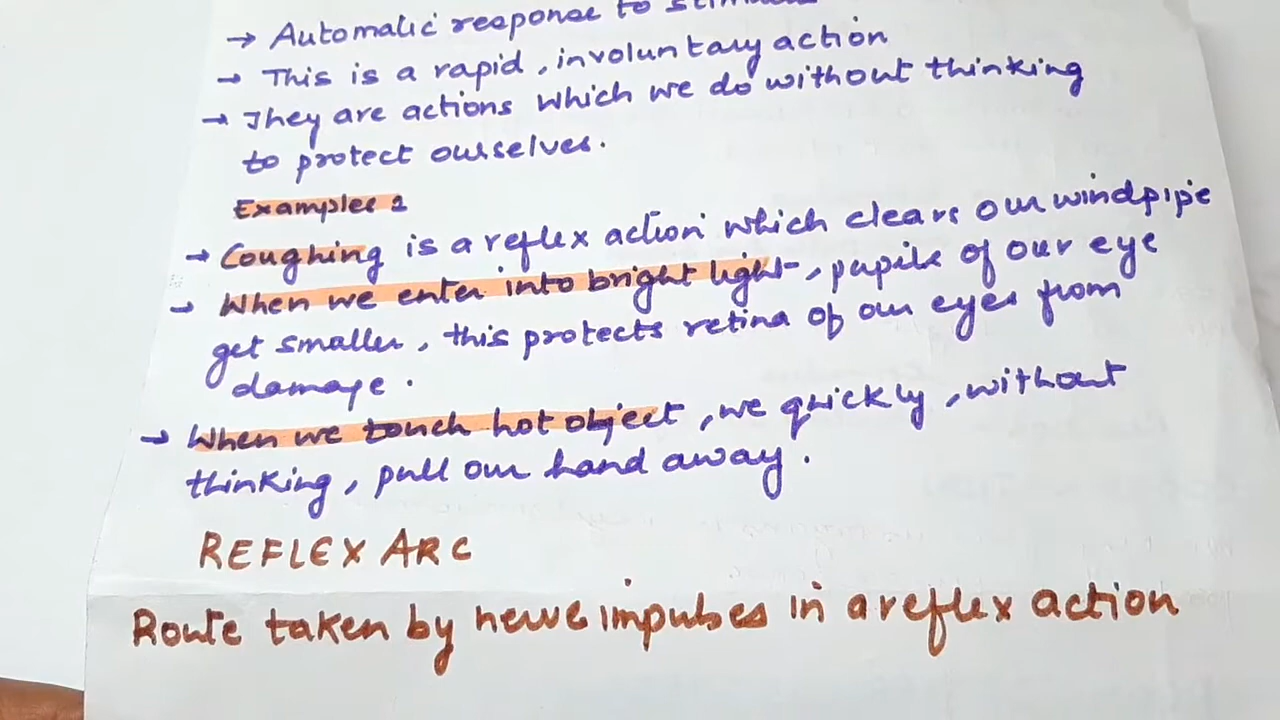 → Automatic response to
→ This is a rapid, involuntary action
→ They are actions which we do without thinking
to protect ourselves.
Examples
→ Coughing is a reflex action which clears our windpipe
→ When we enter into bright light, pupils of our eye
get smaller, this protects retina of our eyes from
damage.
→ When we touch hot object, we quickly, without
thinking, pull our hand away.
REFLEX ARC
Route taken by nerve impulses in a reflex action